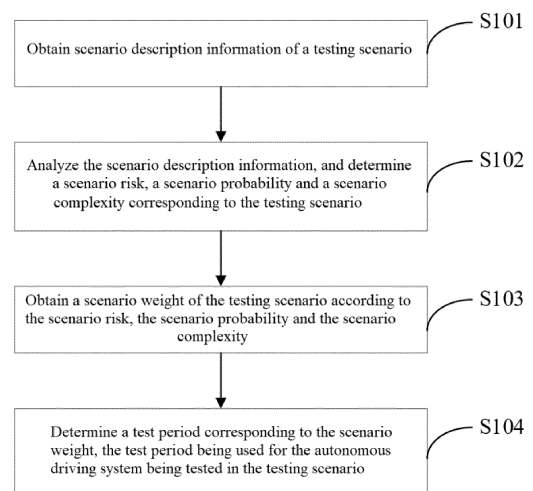 S101
Obtain scenario description information of a testing scenario
S102
Analyze the scenario description information, and determine
a scenario risk, a scenario probability and a scenario
complexity corresponding to the testing scenario
S103
Obtain a scenario weight of the testing scenario according to
the scenario risk, the scenario probability and the scenario
complexity
S104
Determine a test period corresponding to the scenario
weight, the test period being used for the autonomous
driving system being tested in the testing scenario